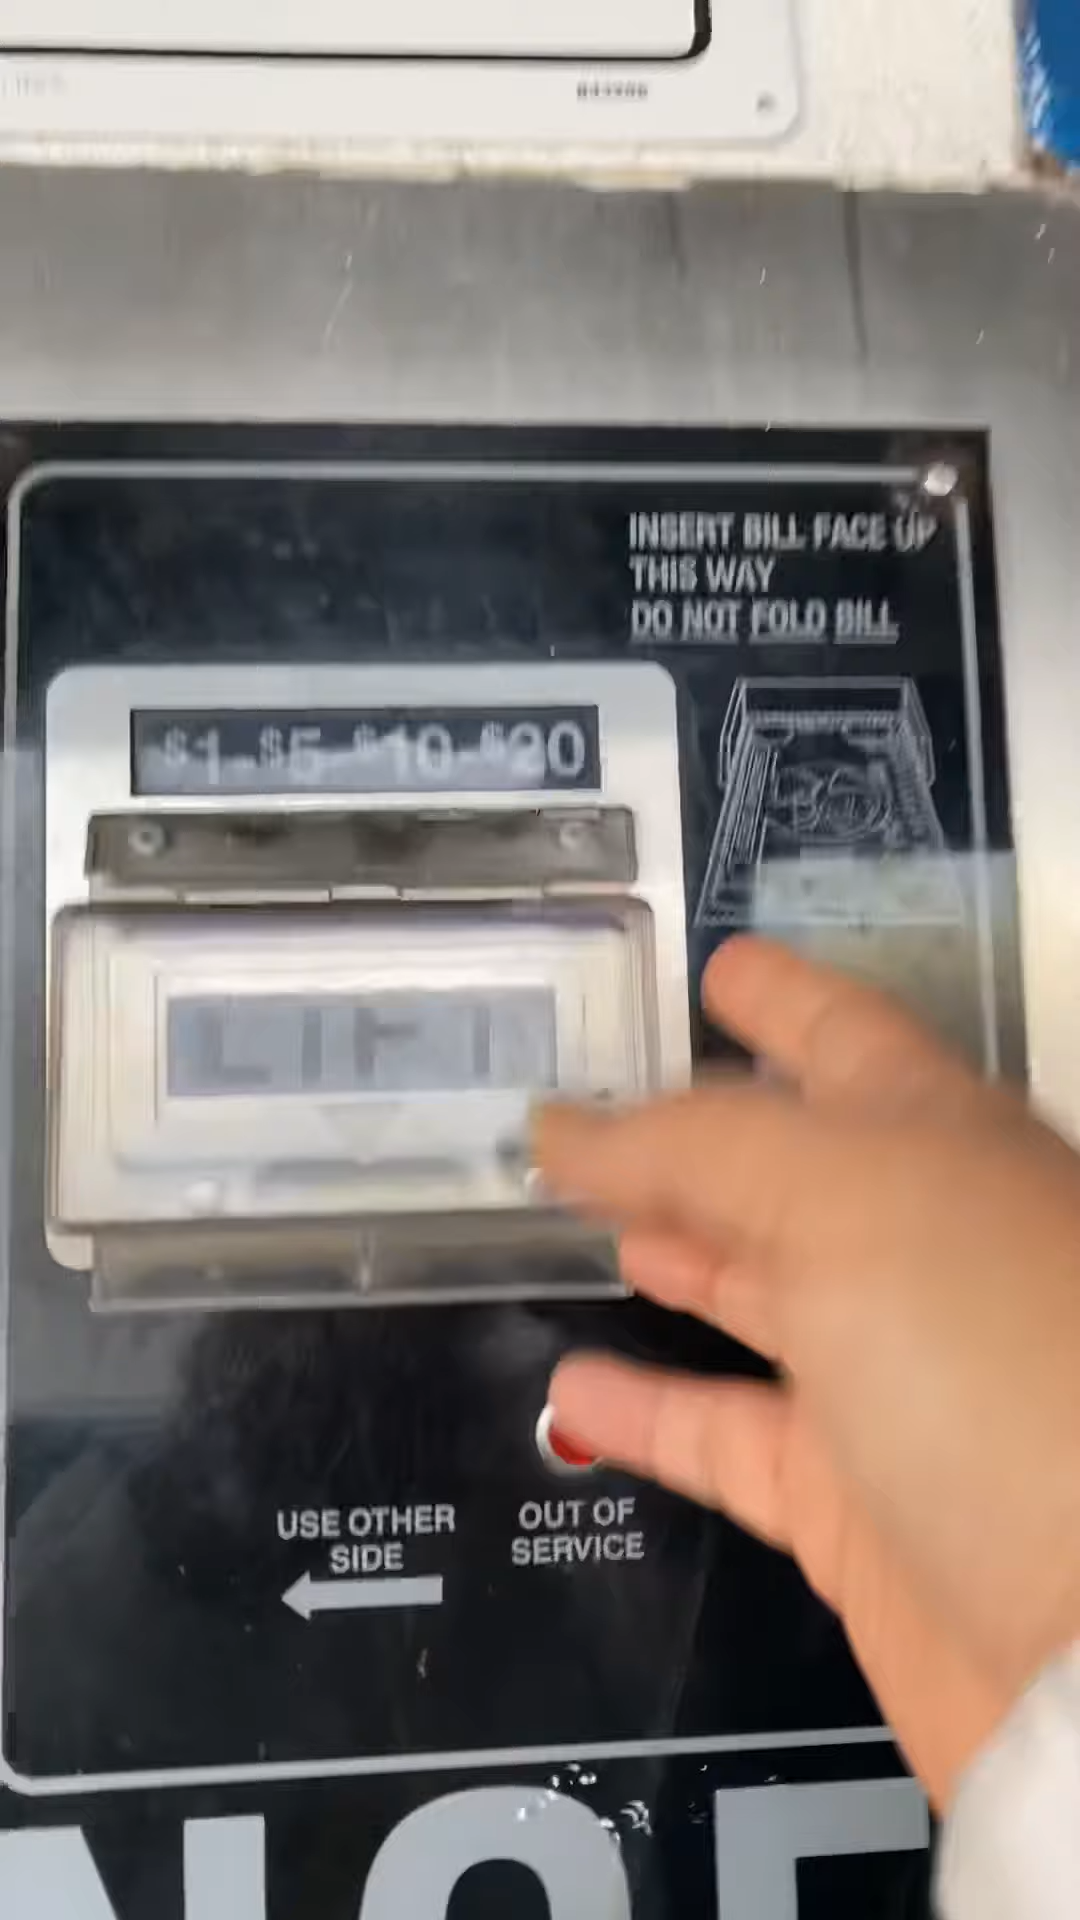 INSERT BILL FACE UP
THIS WAY
DO NOT FOLD BILL
$1-$5-$10-$20
LIFT
USE OTHER
SIDE
OUT OF
SERVICE